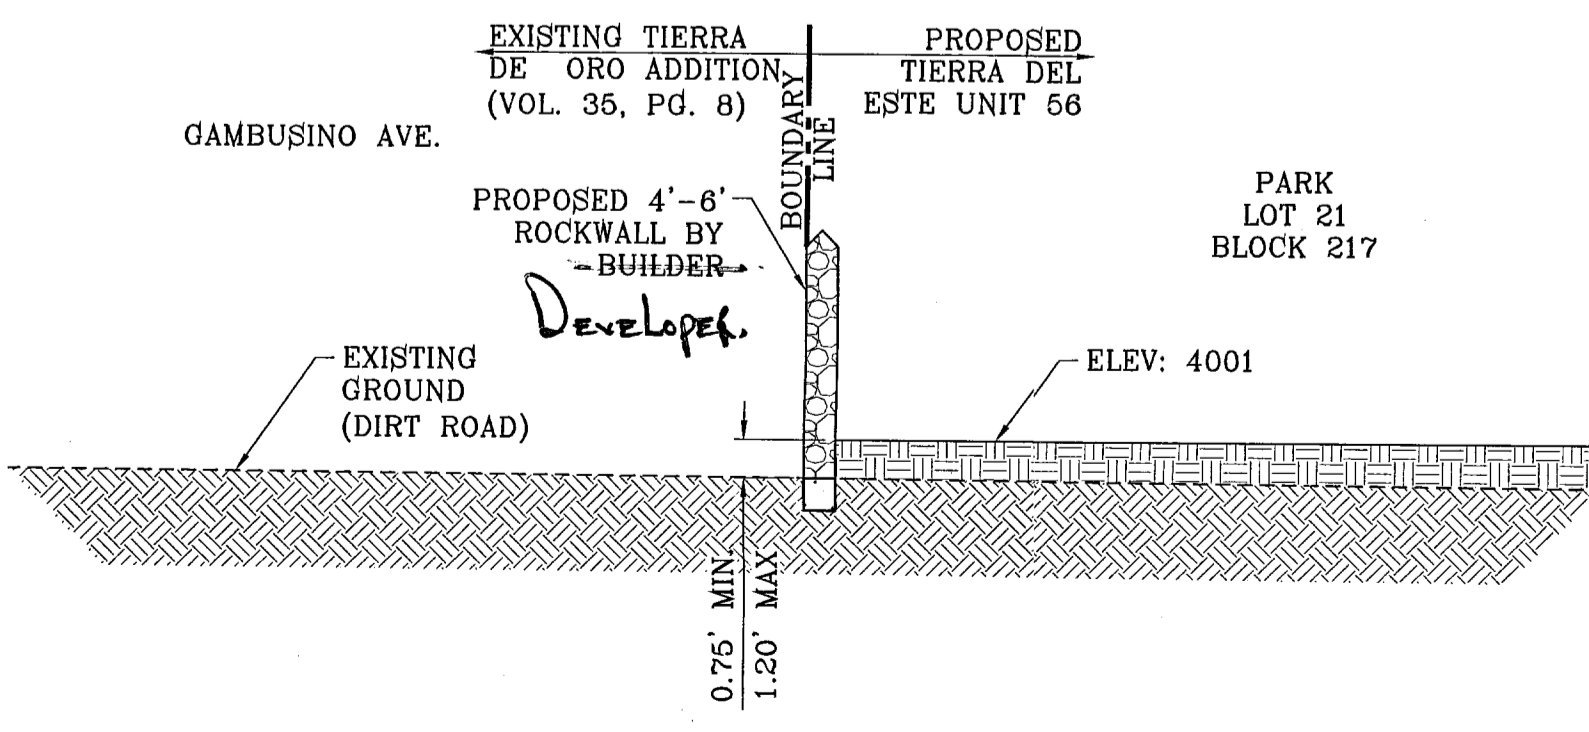 EXISTING TIERRA
DE ORO ADDITION
(VOL. 35, PG. 8)
PROPOSED
TIERRA DEL
ESTE UNIT 56
BOUNDARY
LINE
GAMBUSINO AVE.
PROPOSED 4'-6'
ROCKWALL BY
BUILDER
DEVELOPER.
PARK
LOT 21
BLOCK 217
EXISTING
GROUND
(DIRT ROAD)
ELEV: 4001
0.75' MIN.
1.20' MAX